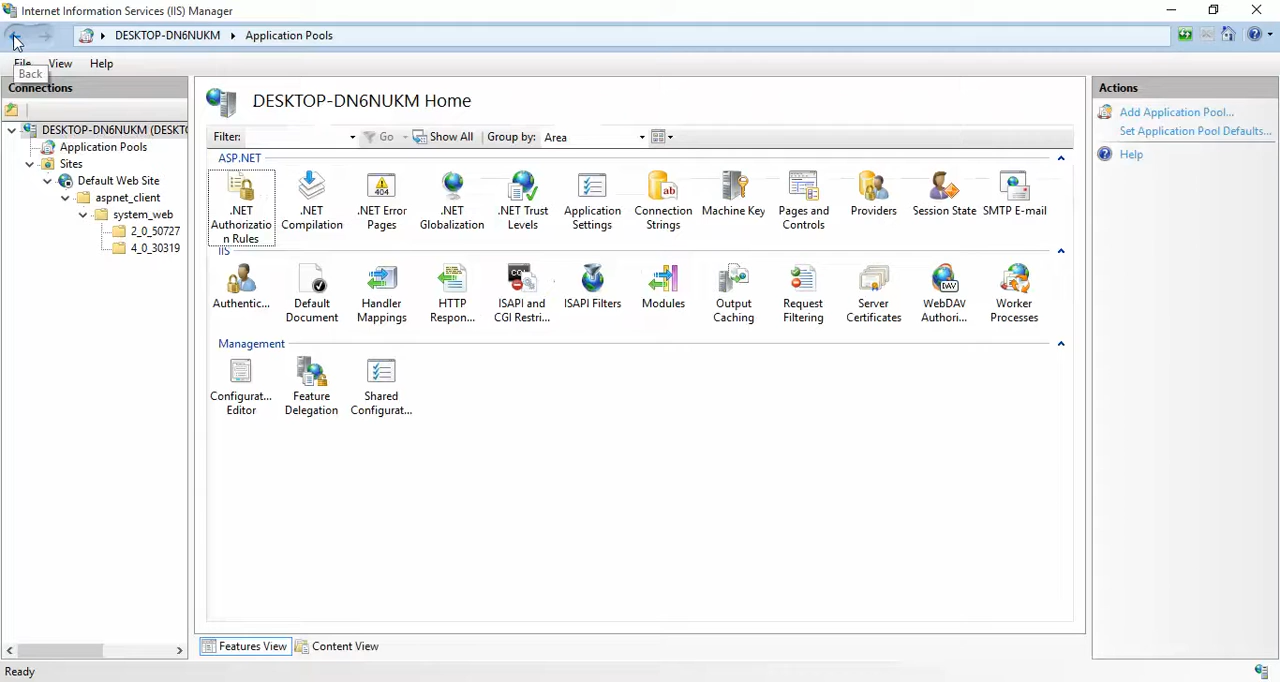 Internet Information Services (IIS) Manager
DESKTOP-DN6NUKM
Application Pools
File View Help
Back
Connections
DESKTOP-DN6NUKM (DESKTO
Application Pools
Sites
Default Web Site
aspnet_client
system_web
2_0_50727
4_0_30319
DESKTOP-DN6NUKM Home
Filter: Go Show All Group by: Area
ASP.NET
.NET Authorizatio n Rules
.NET Compilation
.NET Error Pages
.NET Globalization
.NET Trust Levels
Application Settings
Connection Strings
Machine Key
Pages and Controls
Providers
Session State
SMTP E-mail
IIS
Authentic...
Default Document
Handler Mappings
HTTP Respon...
ISAPI and CGI Restri...
ISAPI Filters
Modules
Output Caching
Request Filtering
Server Certificates
WebDAV Authori...
Worker Processes
Management
Configurat... Editor
Feature Delegation
Shared Configurat...
Features View Content View
Actions
Add Application Pool...
Set Application Pool Defaults...
Help
Ready